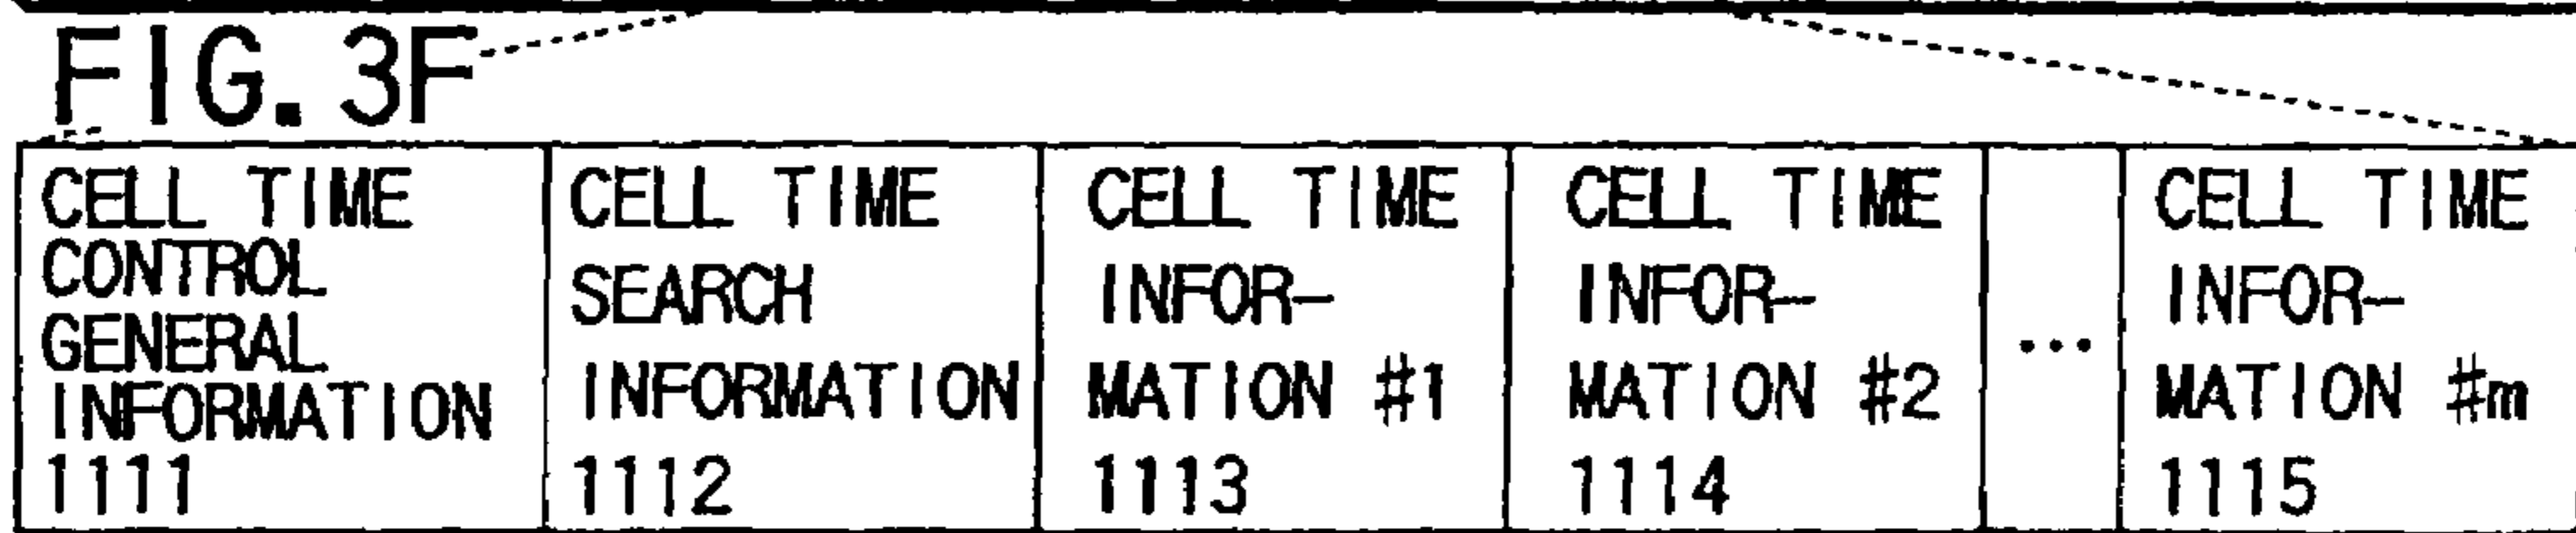 FIG. 3F
CELL TIME
CONTROL
GENERAL
INFORMATION
1111
CELL TIME
SEARCH
INFORMATION
1112
CELL TIME
INFOR-
MATION #1
1113
CELL TIME
INFOR-
MATION #2
1114
...
CELL TIME
INFOR-
MATION #m
1115